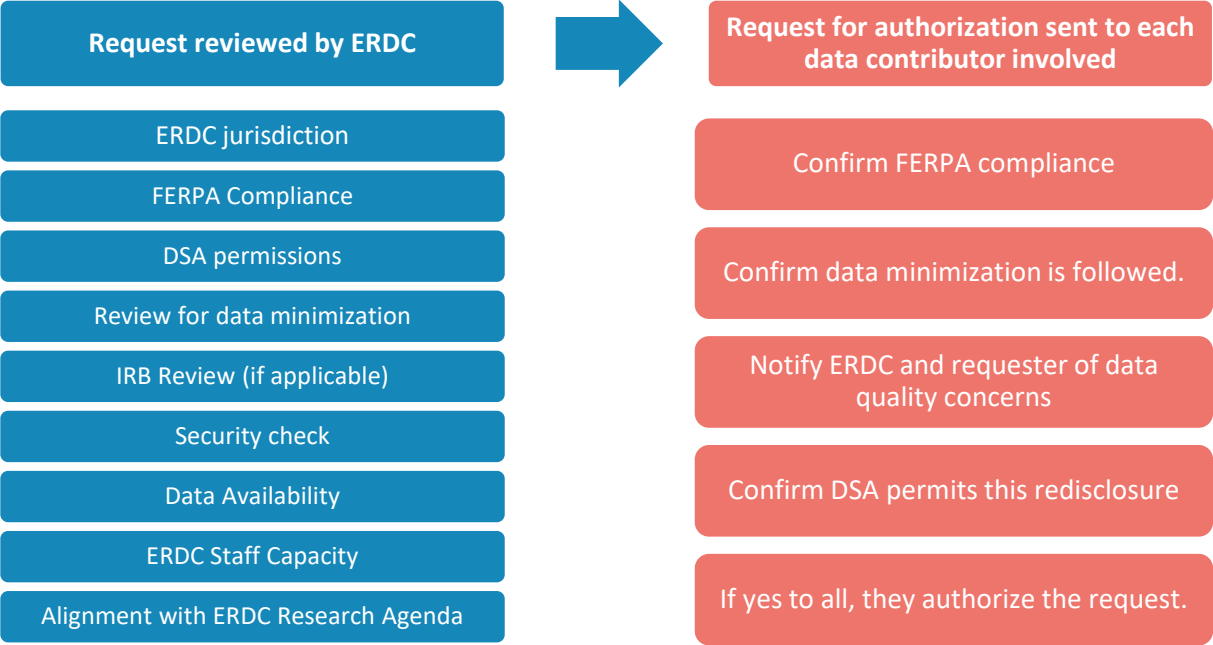 Request reviewed by ERDC
ERDC jurisdiction
FERPA Compliance
DSA permissions
Review for data minimization
IRB Review (if applicable)
Security check
Data Availability
ERDC Staff Capacity
Alignment with ERDC Research Agenda
Request for authorization sent to each
data contributor involved
Confirm FERPA compliance
Confirm data minimization is followed.
Notify ERDC and requester of data
quality concerns
Confirm DSA permits this redisclosure
If yes to all, they authorize the request.